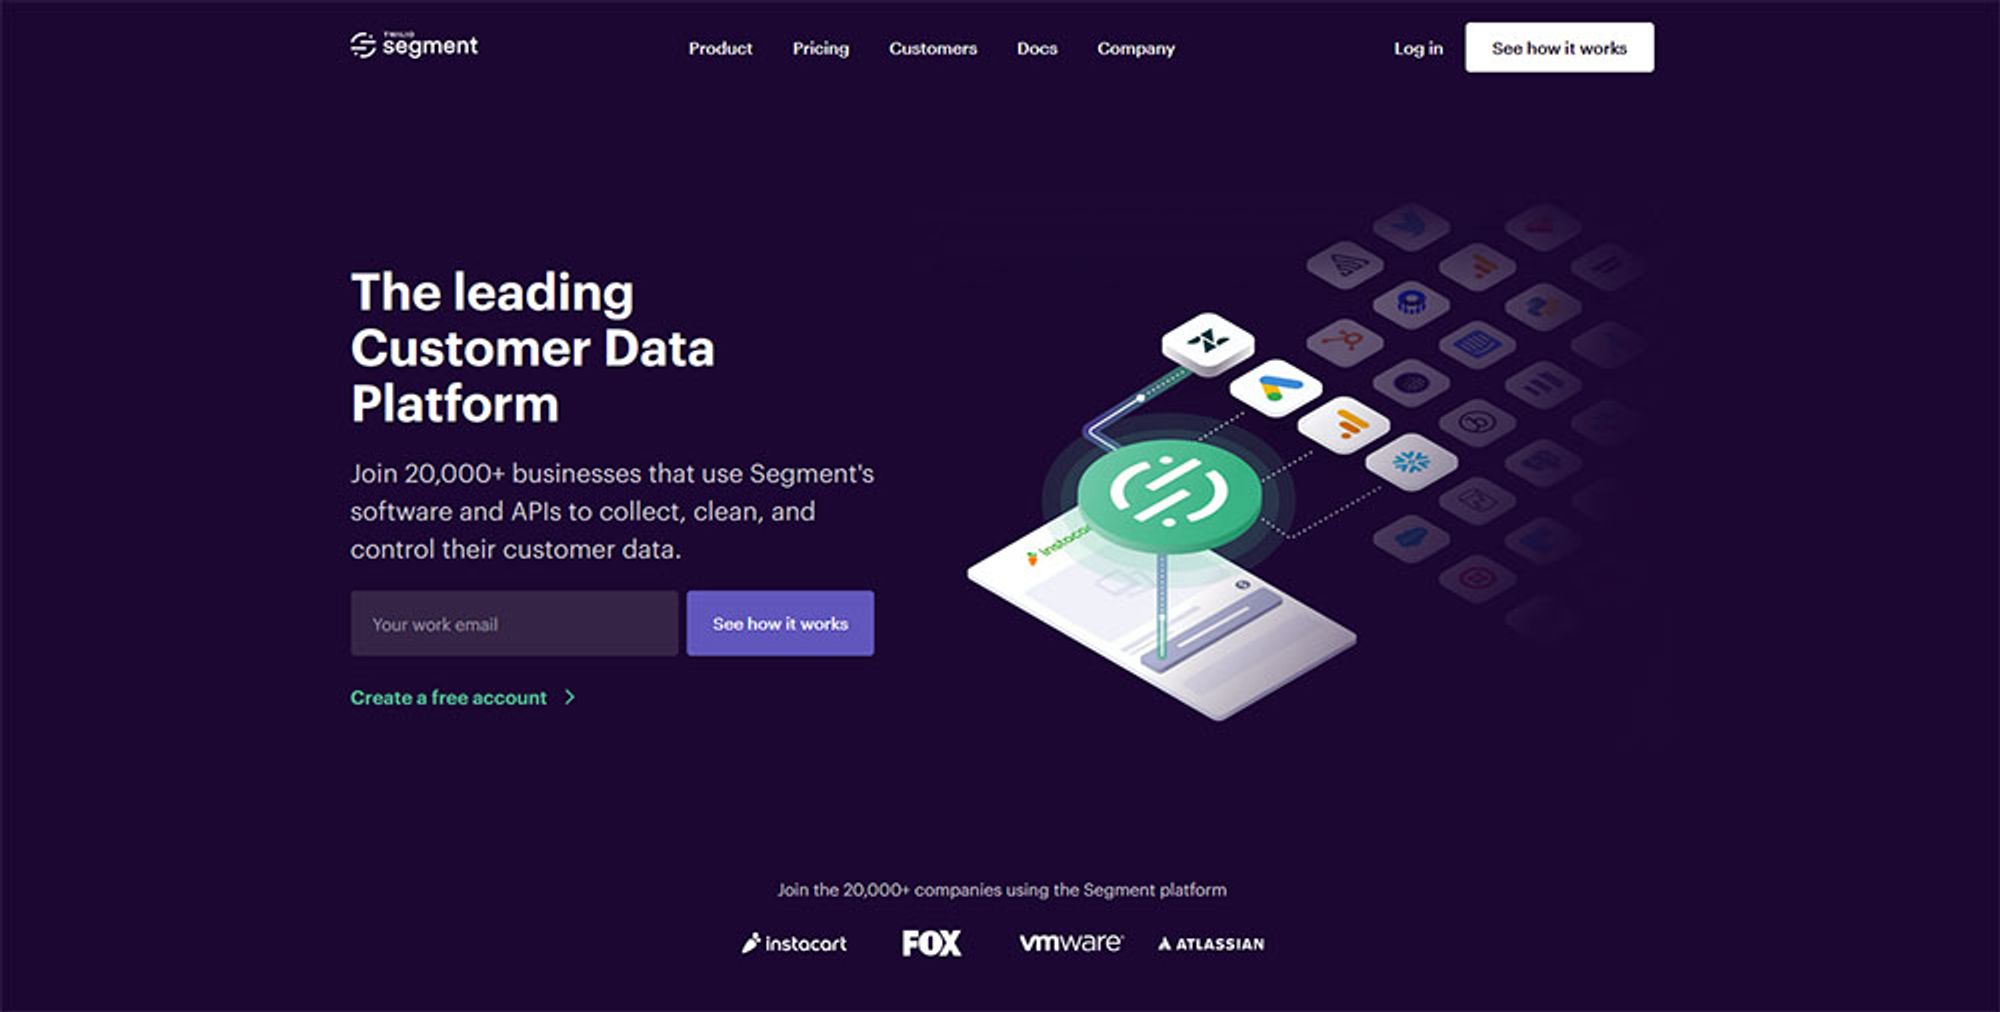 TWILIO
segment
Product
Pricing
Customers
Docs
Company
Log in
See how it works
The leading
Customer Data
Platform
Join 20,000+ businesses that use Segment's
software and APIs to collect, clean, and
control their customer data.
Your work email
See how it works
Create a free account
Join the 20,000+ companies using the Segment platform
instacart
FOX
vmware
ATLASSIAN